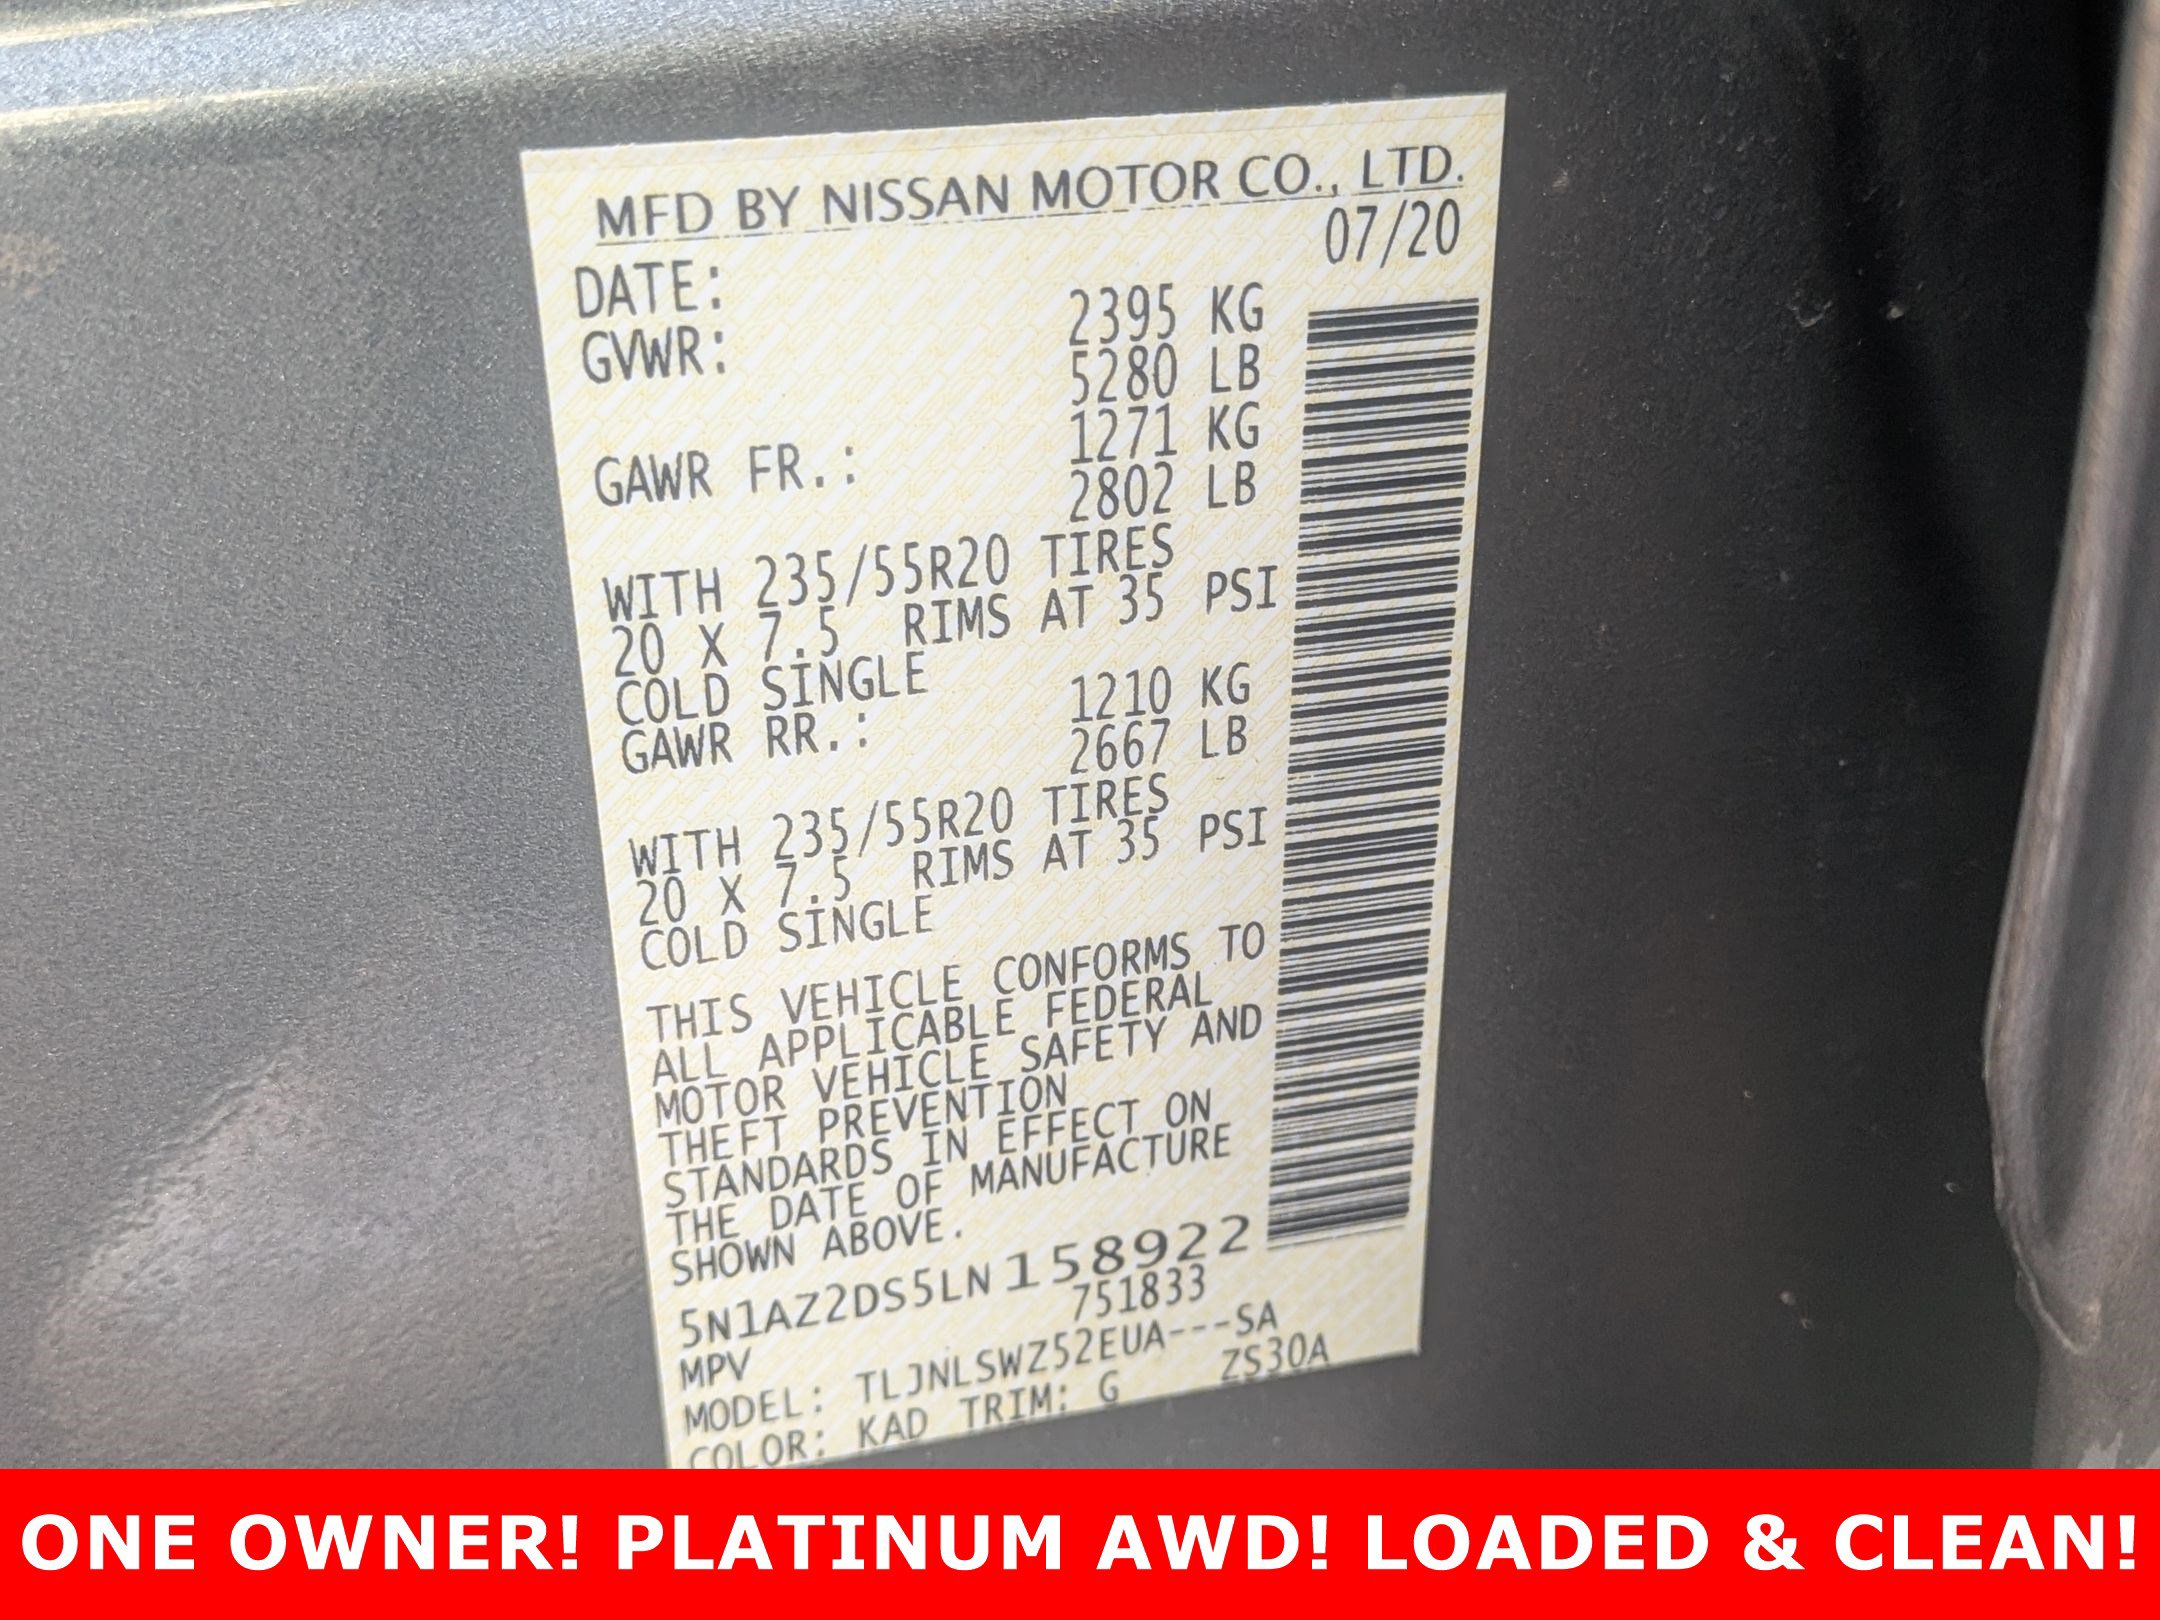 MFD BY NISSAN MOTOR CO., LTD.
DATE: 07/20
GVWR: 2395 KG
5280 LB
GAWR FR.: 1271 KG
2802 LB
WITH 235/55R20 TIRES
20 X 7.5 RIMS AT 35 PSI
COLD SINGLE
GAWR RR.: 1210 KG
2667 LB
WITH 235/55R20 TIRES
20 X 7.5 RIMS AT 35 PSI
COLD SINGLE
THIS VEHICLE CONFORMS TO
ALL APPLICABLE FEDERAL
MOTOR VEHICLE SAFETY AND
THEFT PREVENTION
STANDARDS IN EFFECT ON
THE DATE OF MANUFACTURE
SHOWN ABOVE.
5N1AZ2DS5LN158922
MPV 751833
MODEL: TLJNLSWZ52EUA---SA
COLOR: KAD TRIM: G ZS30A
ONE OWNER! PLATINUM AWD! LOADED & CLEAN!